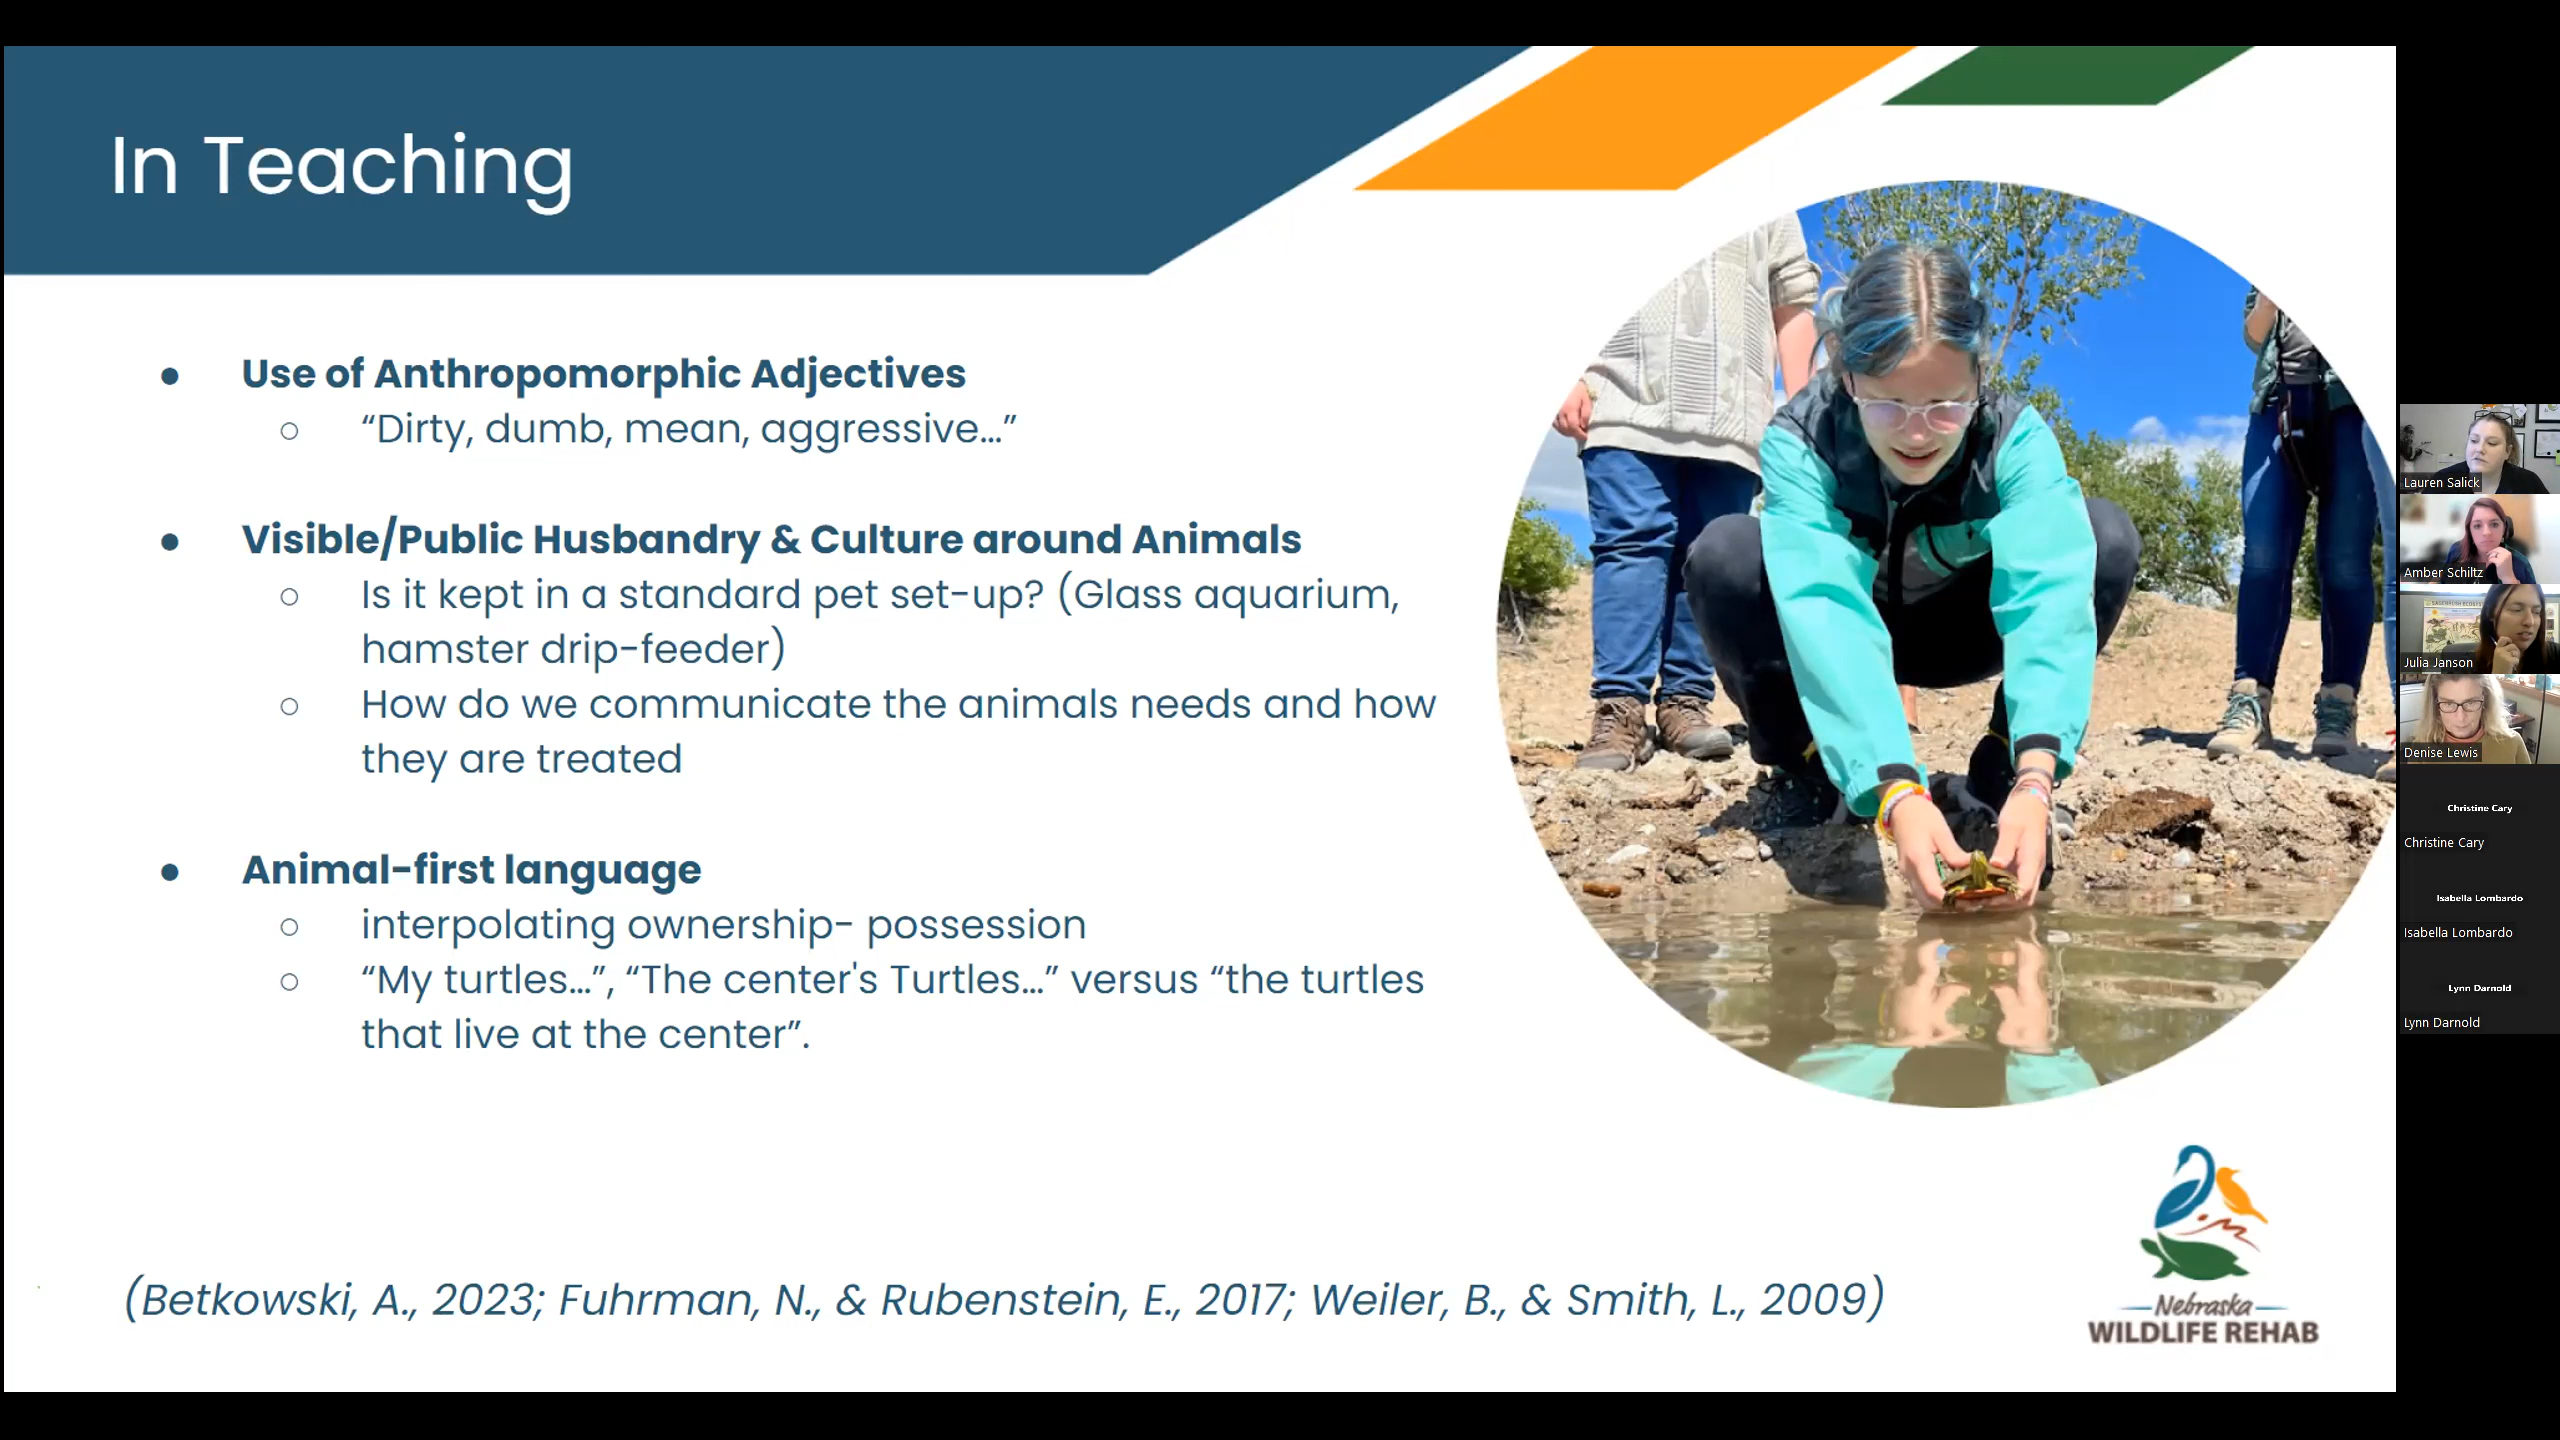 In Teaching
● Use of Anthropomorphic Adjectives
○ “Dirty, dumb, mean, aggressive...”
● Visible/Public Husbandry & Culture around Animals
○ Is it kept in a standard pet set-up? (Glass aquarium,
hamster drip-feeder)
○ How do we communicate the animals needs and how
they are treated
● Animal-first language
○ interpolating ownership- possession
○ “My turtles...”, “The center's Turtles...” versus “the turtles
that live at the center”.
(Betkowski, A., 2023; Fuhrman, N., & Rubenstein, E., 2017; Weiler, B., & Smith, L., 2009)
Nebraska
WILDLIFE REHAB
Lauren Salick
Amber Schiltz
Julia Janson
Denise Lewis
Christine Cary
Christine Cary
Isabella Lombardo
Isabella Lombardo
Lynn Darnold
Lynn Darnold